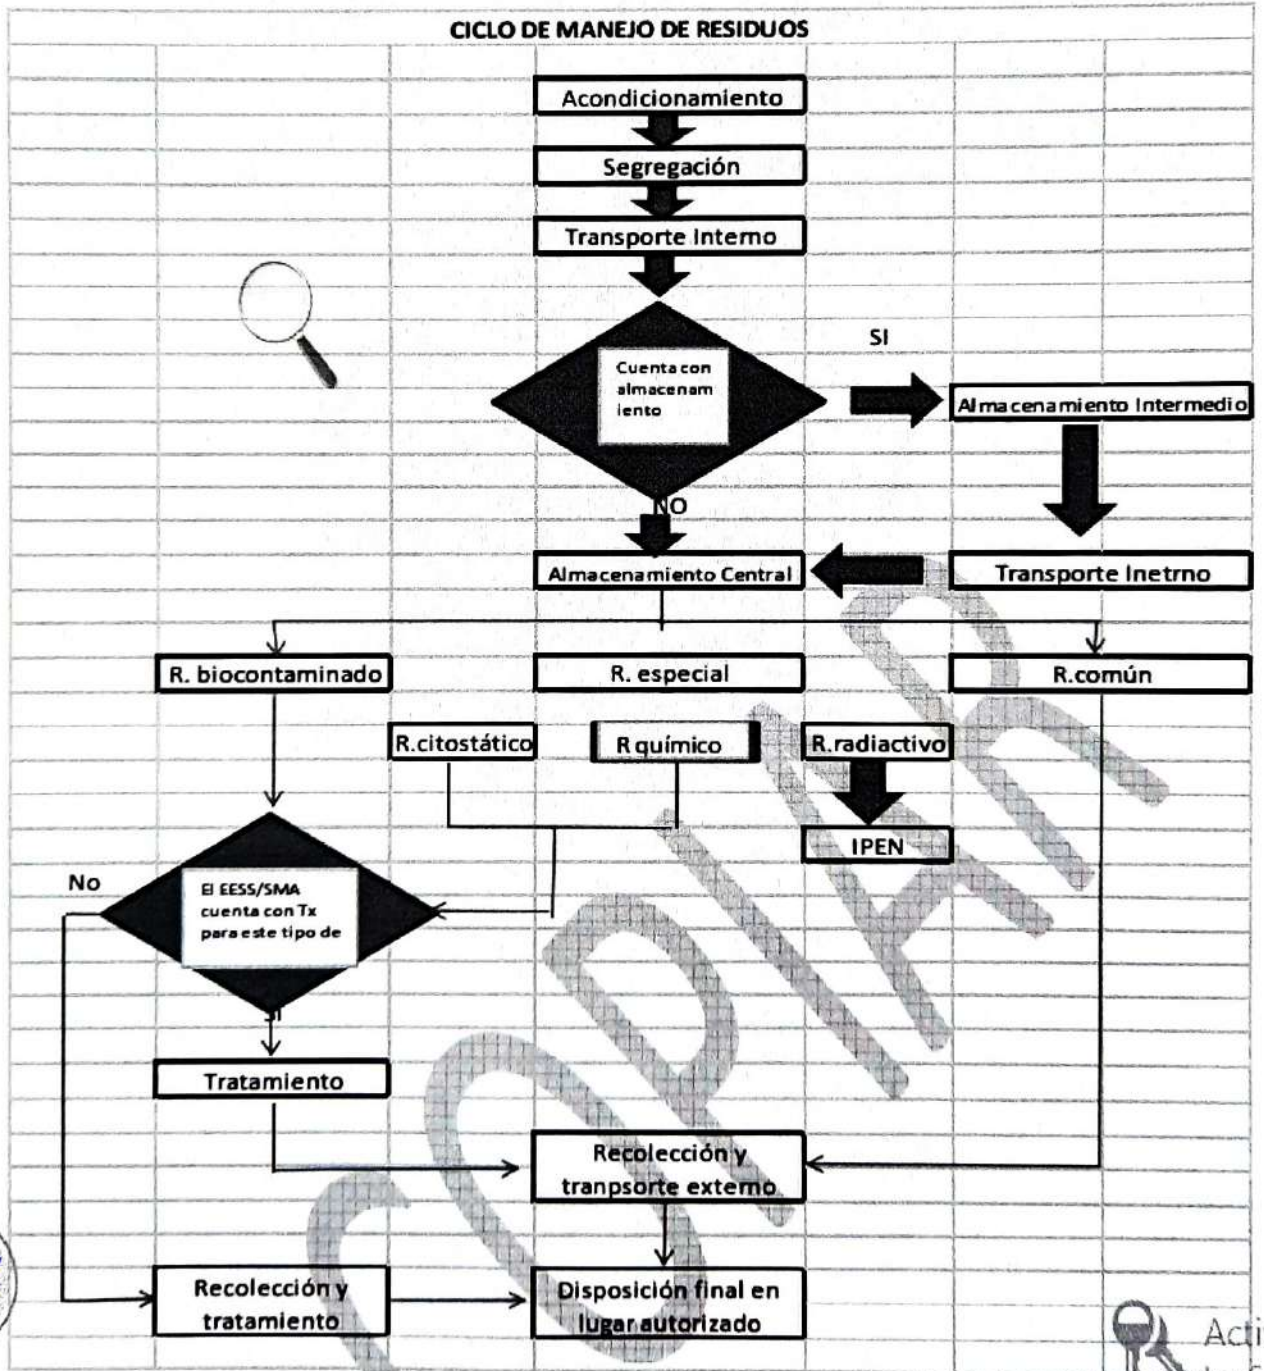 CICLO DE MANEJO DE RESIDUOS
Acondicionamiento
Segregación
Transporte Interno
Cuenta con
almacenam
iento
SI
Almacenamiento Intermedio
NO
Almacenamiento Central
Transporte Inetrno
R. biocontaminado
R. especial
R.común
R.citostático
R químico
R.radiactivo
IPEN
No
El EESS/SMA
cuenta con Tx
para este tipo de
SI
Tratamiento
Recolección y
tranpsorte externo
Recolección y
tratamiento
Disposición final en
lugar autorizado
COPIAR
Acti